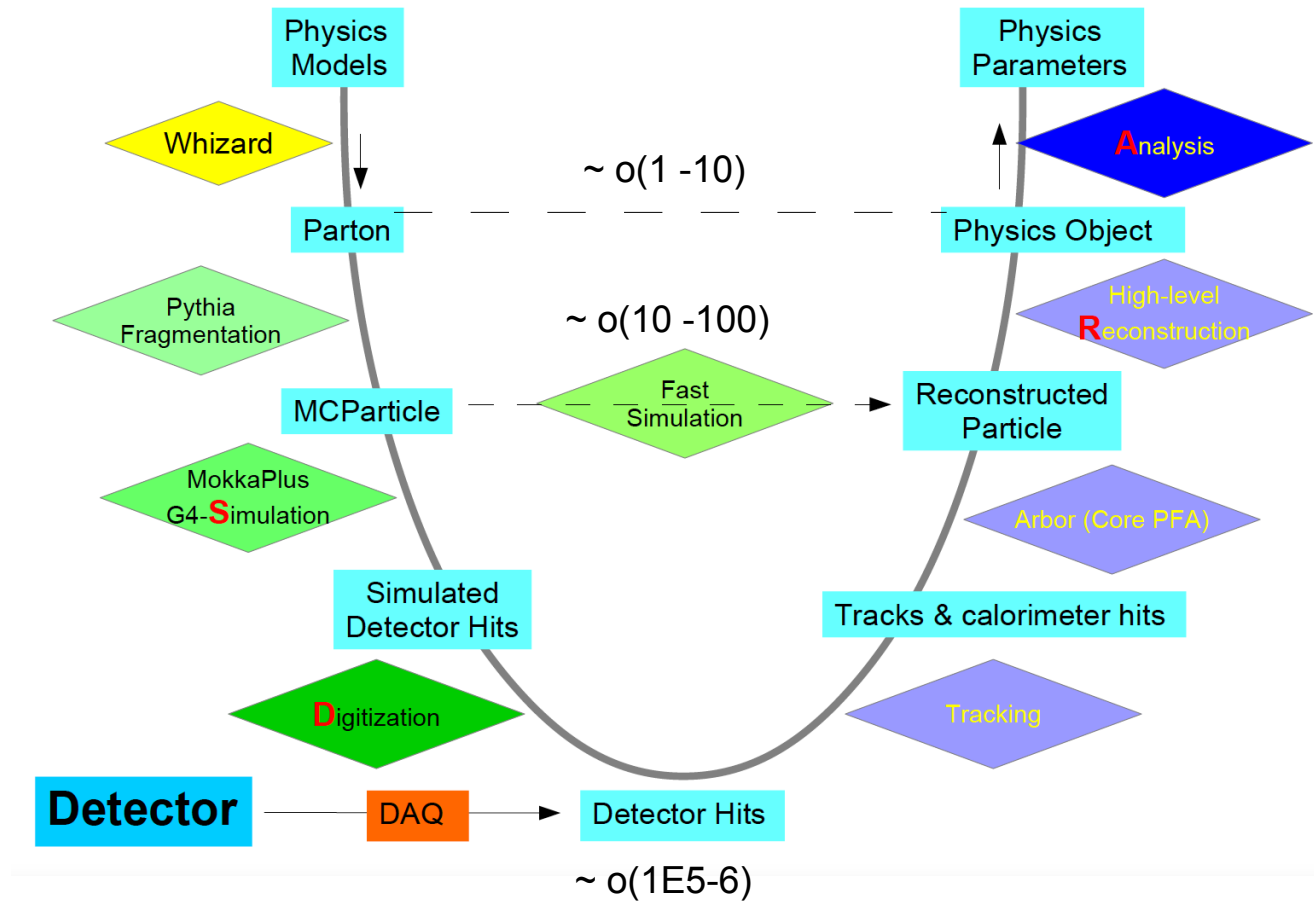 Physics
Models
Physics
Parameters
Whizard
Analysis
~ o(1 -10)
Parton
Physics Object
Pythia
Fragmentation
High-level
Reconstruction
~ o(10 -100)
MCParticle
Fast
Simulation
Reconstructed
Particle
MokkaPlus
G4-Simulation
Arbor (Core PFA)
Simulated
Detector Hits
Tracks & calorimeter hits
Digitization
Tracking
Detector
DAQ
Detector Hits
~ o(1E5-6)